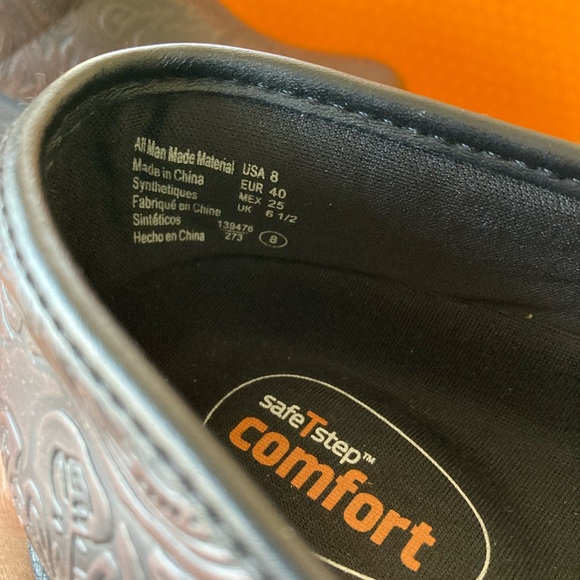 All Man Made Material USA 8
Made in China EUR 40
Synthetiques MEX 25
Fabriqué en Chine UK 6 1/2
Sintéticos 139476
Hecho en China 273 8
safeTstep™
comfort